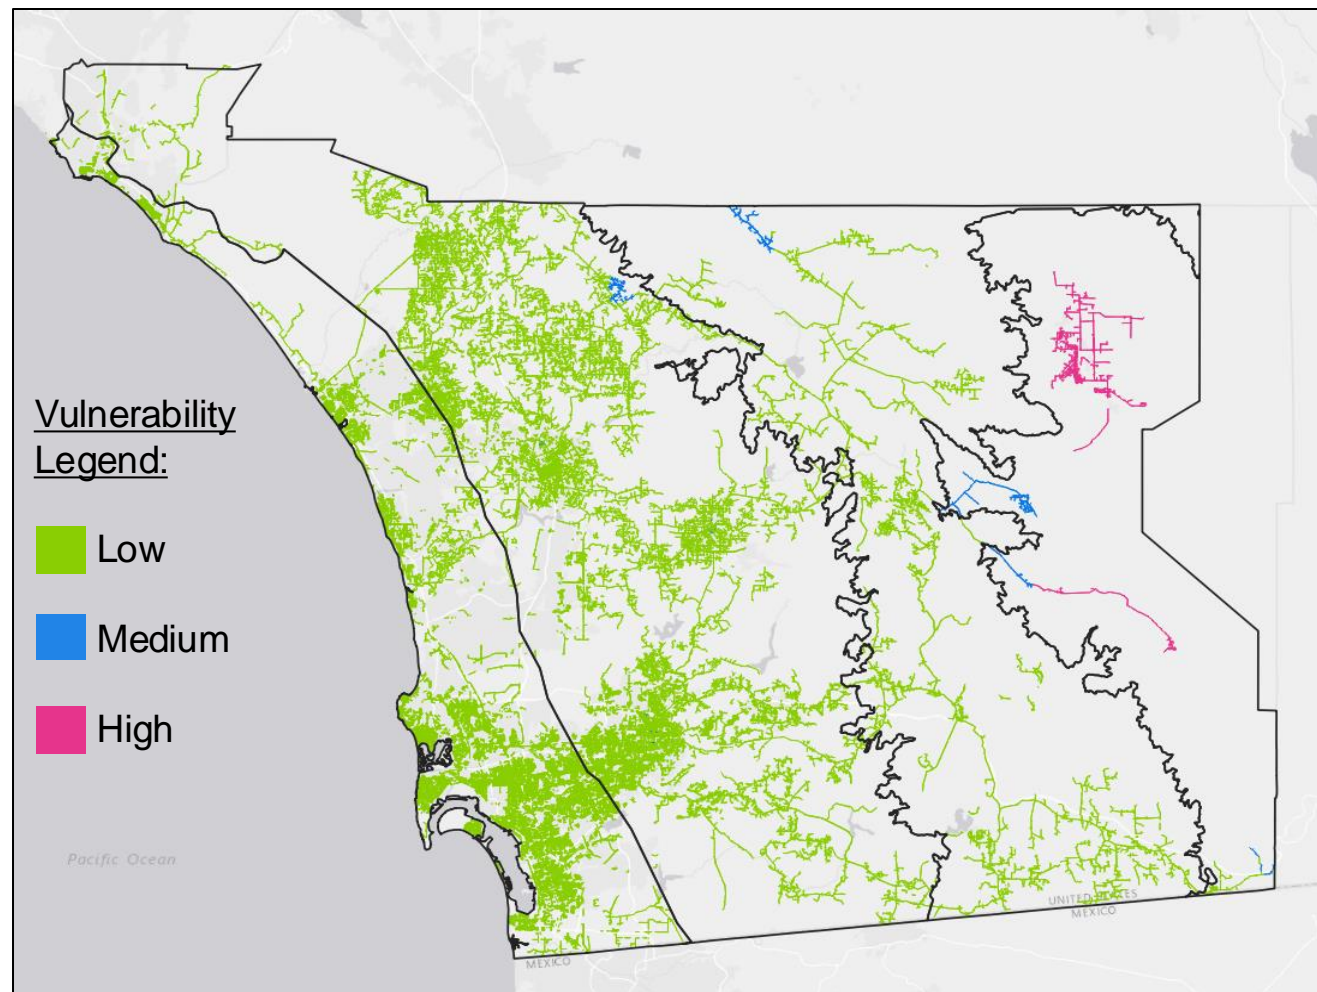 Vulnerability
Legend:
Low
Medium
High
Pacific Ocean
UNITED STATES
MEXICO
MEXICO